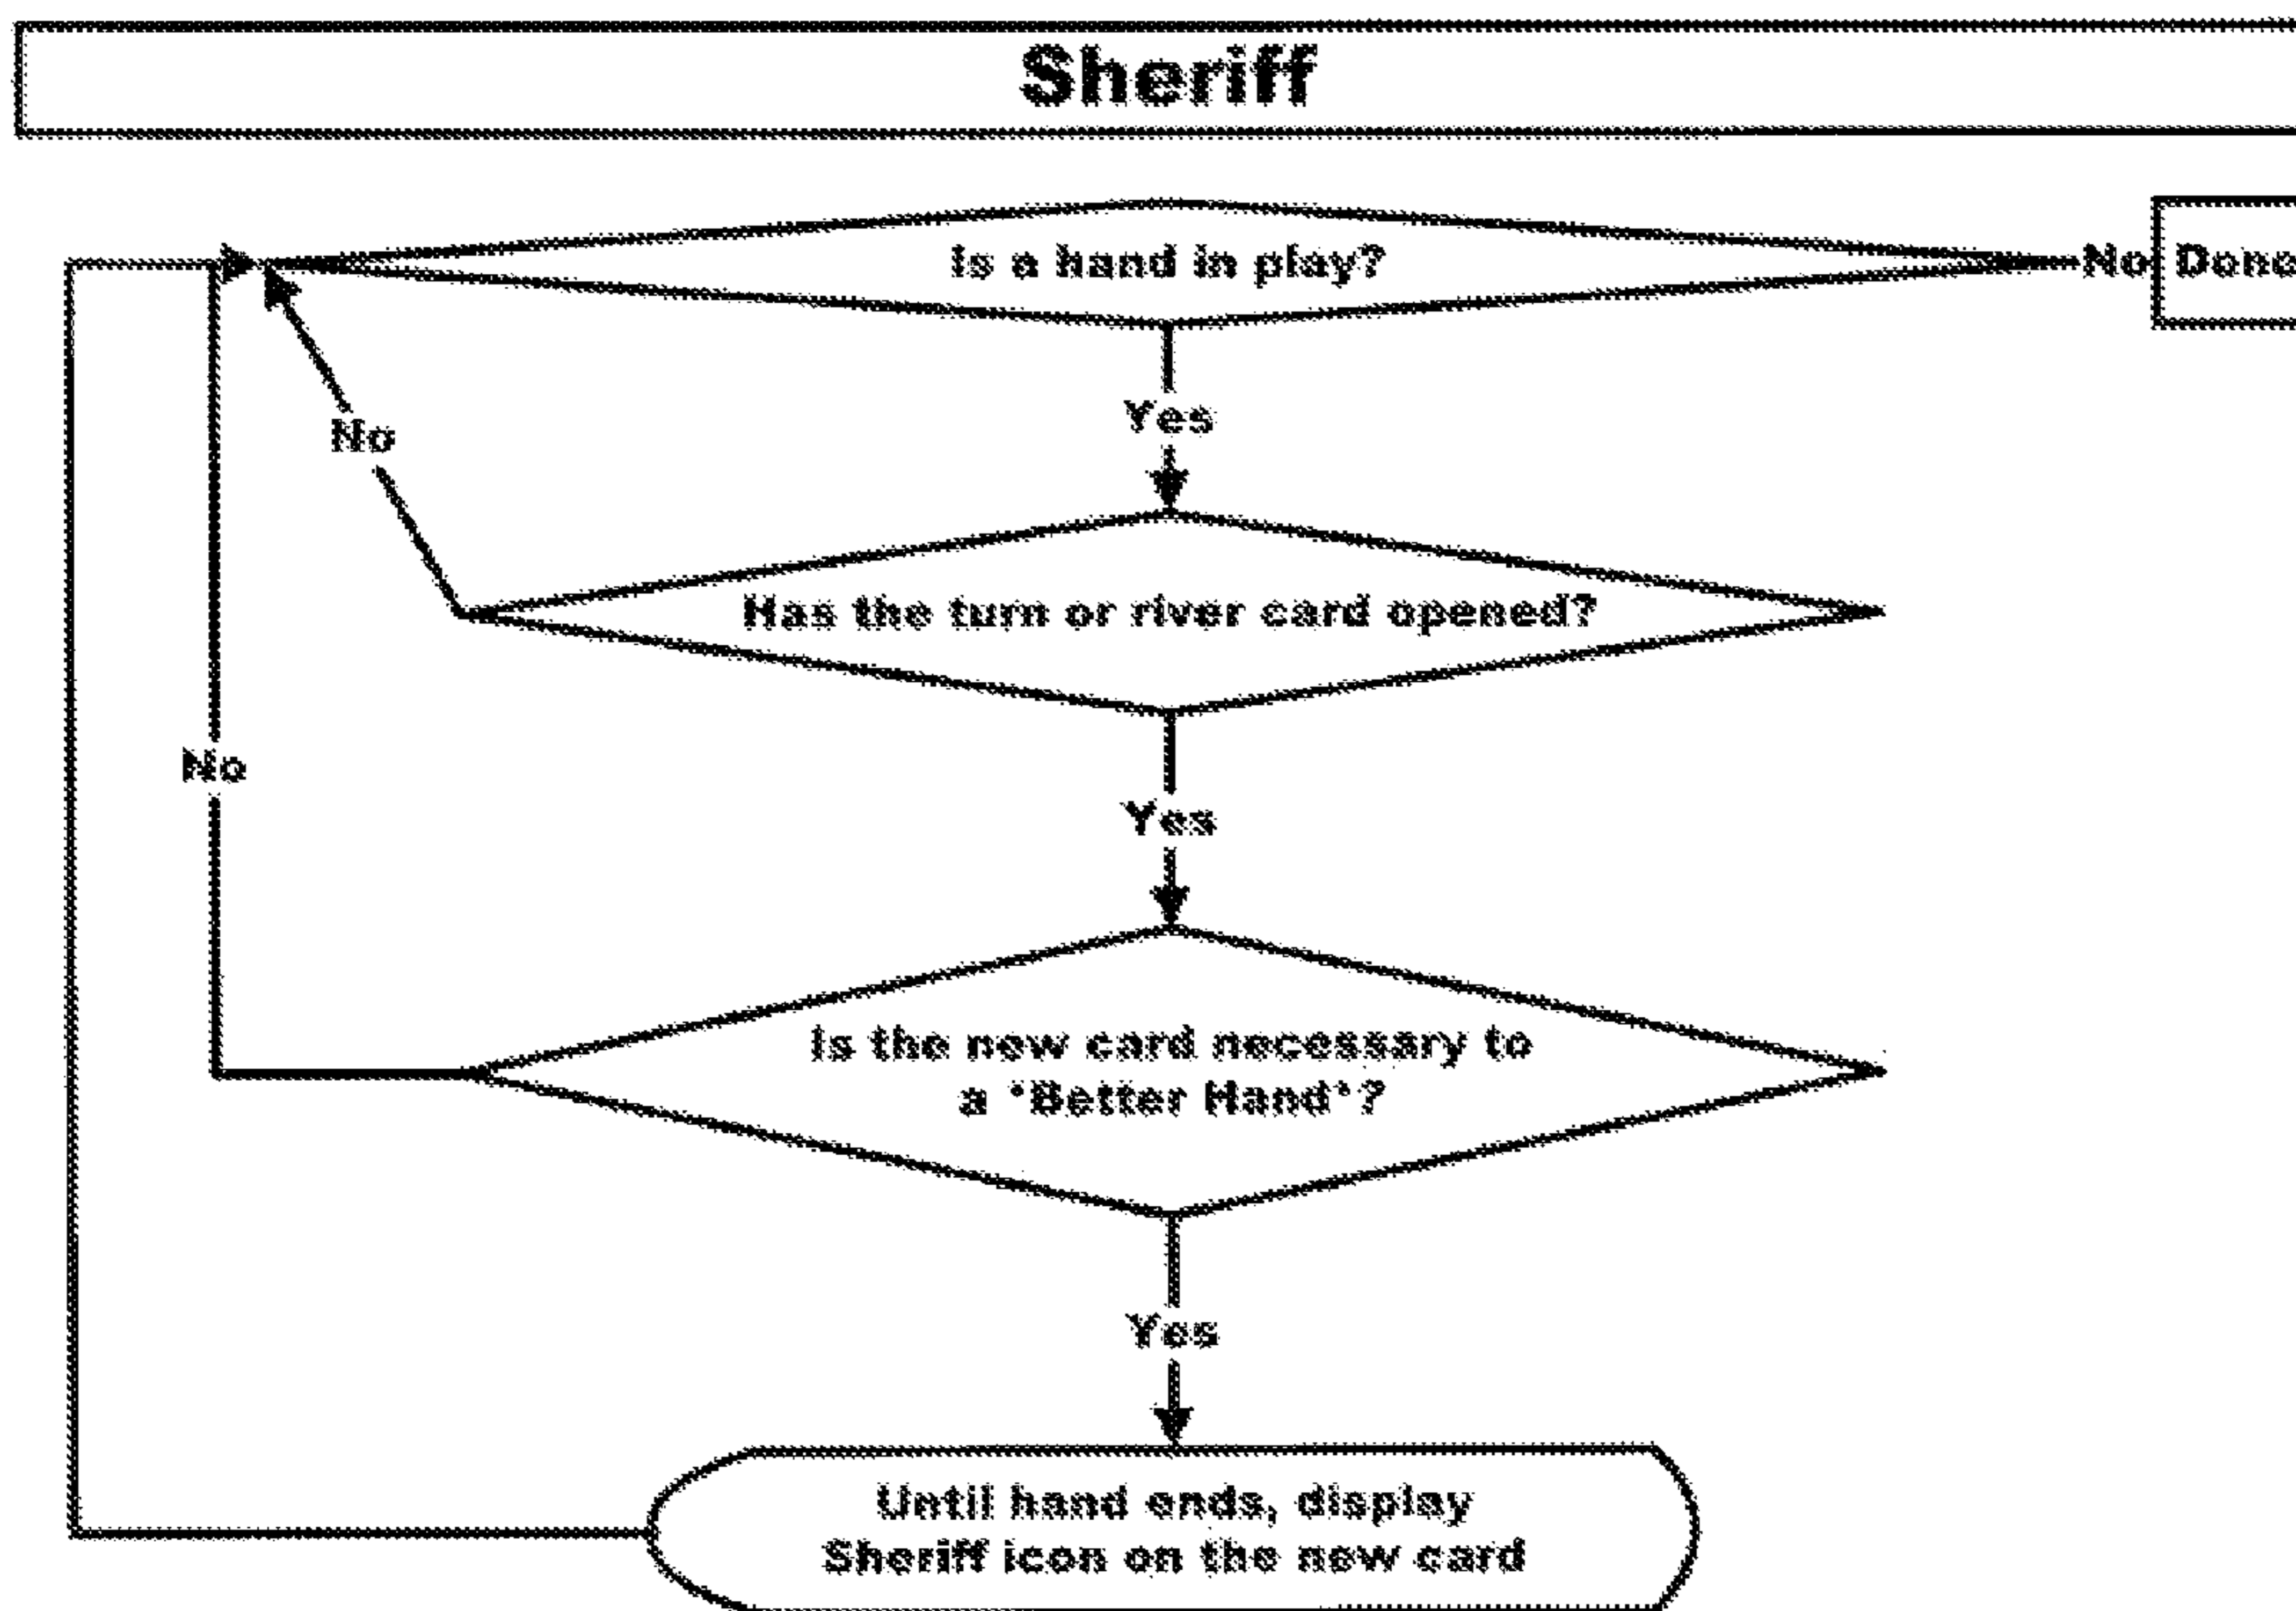 Sheriff
Is a hand in play?
No
Done
Yes
No
Has the turn or river card opened?
No
Yes
Is the new card necessary to
a "Better Hand"?
Yes
Until hand ends, display
Sheriff icon on the new card